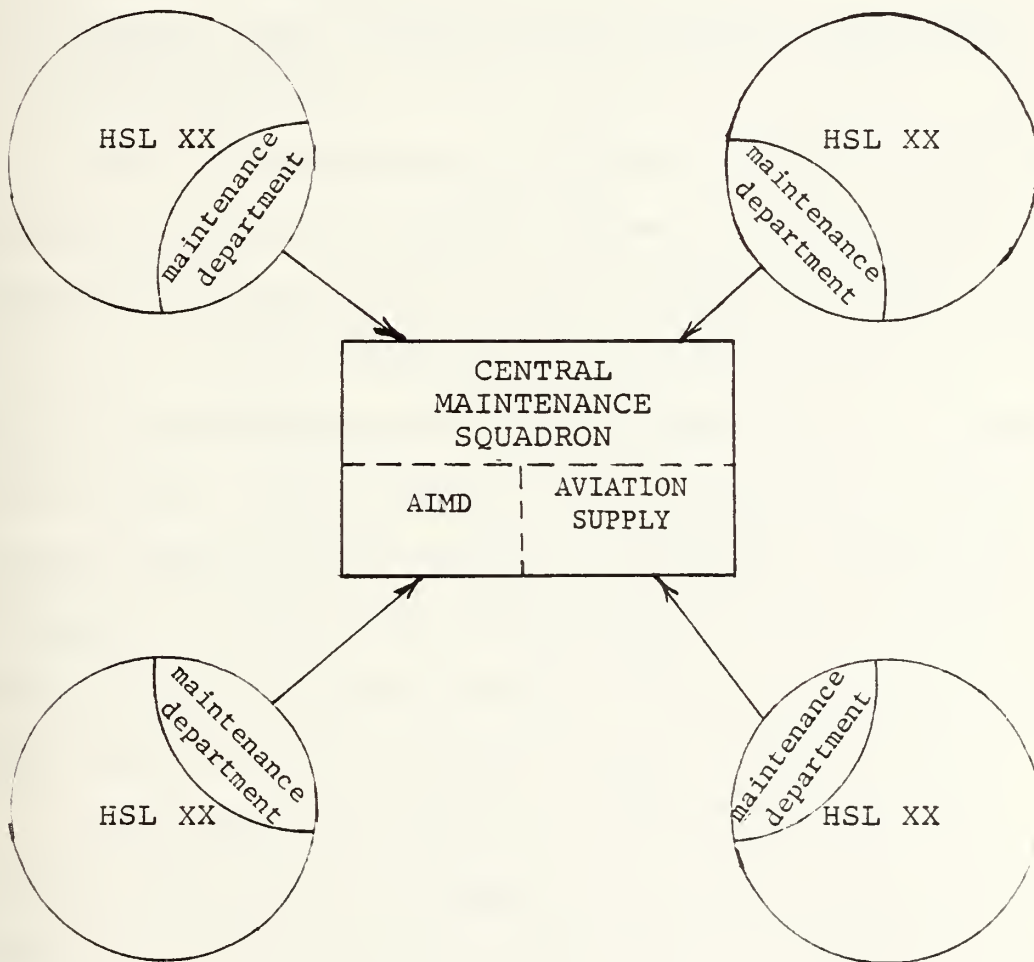 HSL XX
maintenance
department
HSL XX
maintenance
department
CENTRAL
MAINTENANCE
SQUADRON
AIMD
AVIATION
SUPPLY
maintenance
department
HSL XX
maintenance
department
HSL XX